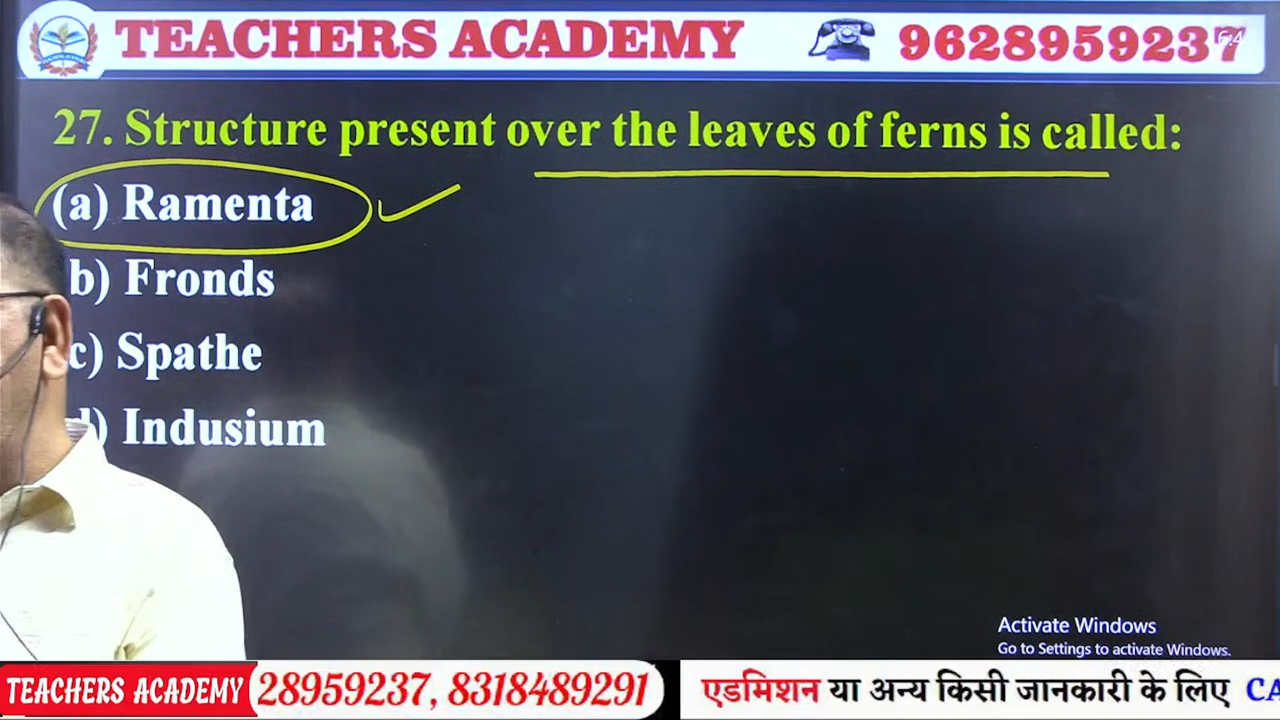 TEACHERS ACADEMY 9628959237
27. Structure present over the leaves of ferns is called:
(a) Ramenta
b) Fronds
c) Spathe
d) Indusium
Activate Windows
Go to Settings to activate Windows.
TEACHERS ACADEMY 28959237, 8318489291 एडमिशन या अन्य किसी जानकारी के लिए CA